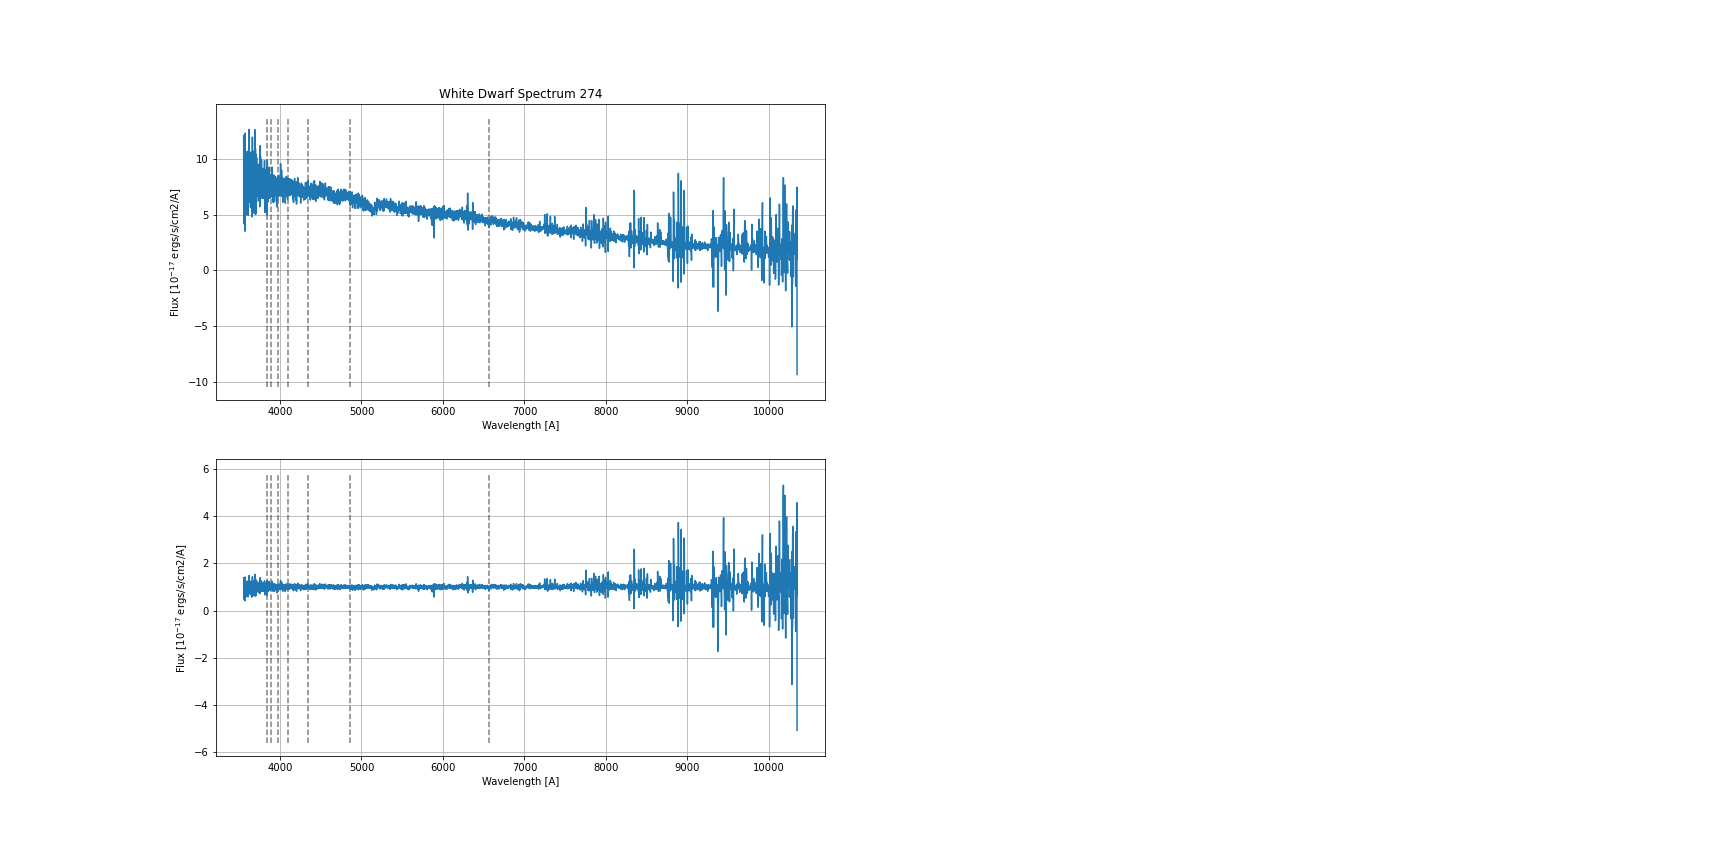 White Dwarf Spectrum 274
Flux [10⁻¹⁷ ergs/s/cm2/A]
10
5
0
−5
−10
4000 5000 6000 7000 8000 9000 10000
Wavelength [A]
Flux [10⁻¹⁷ ergs/s/cm2/A]
6
4
2
0
−2
−4
−6
4000 5000 6000 7000 8000 9000 10000
Wavelength [A]